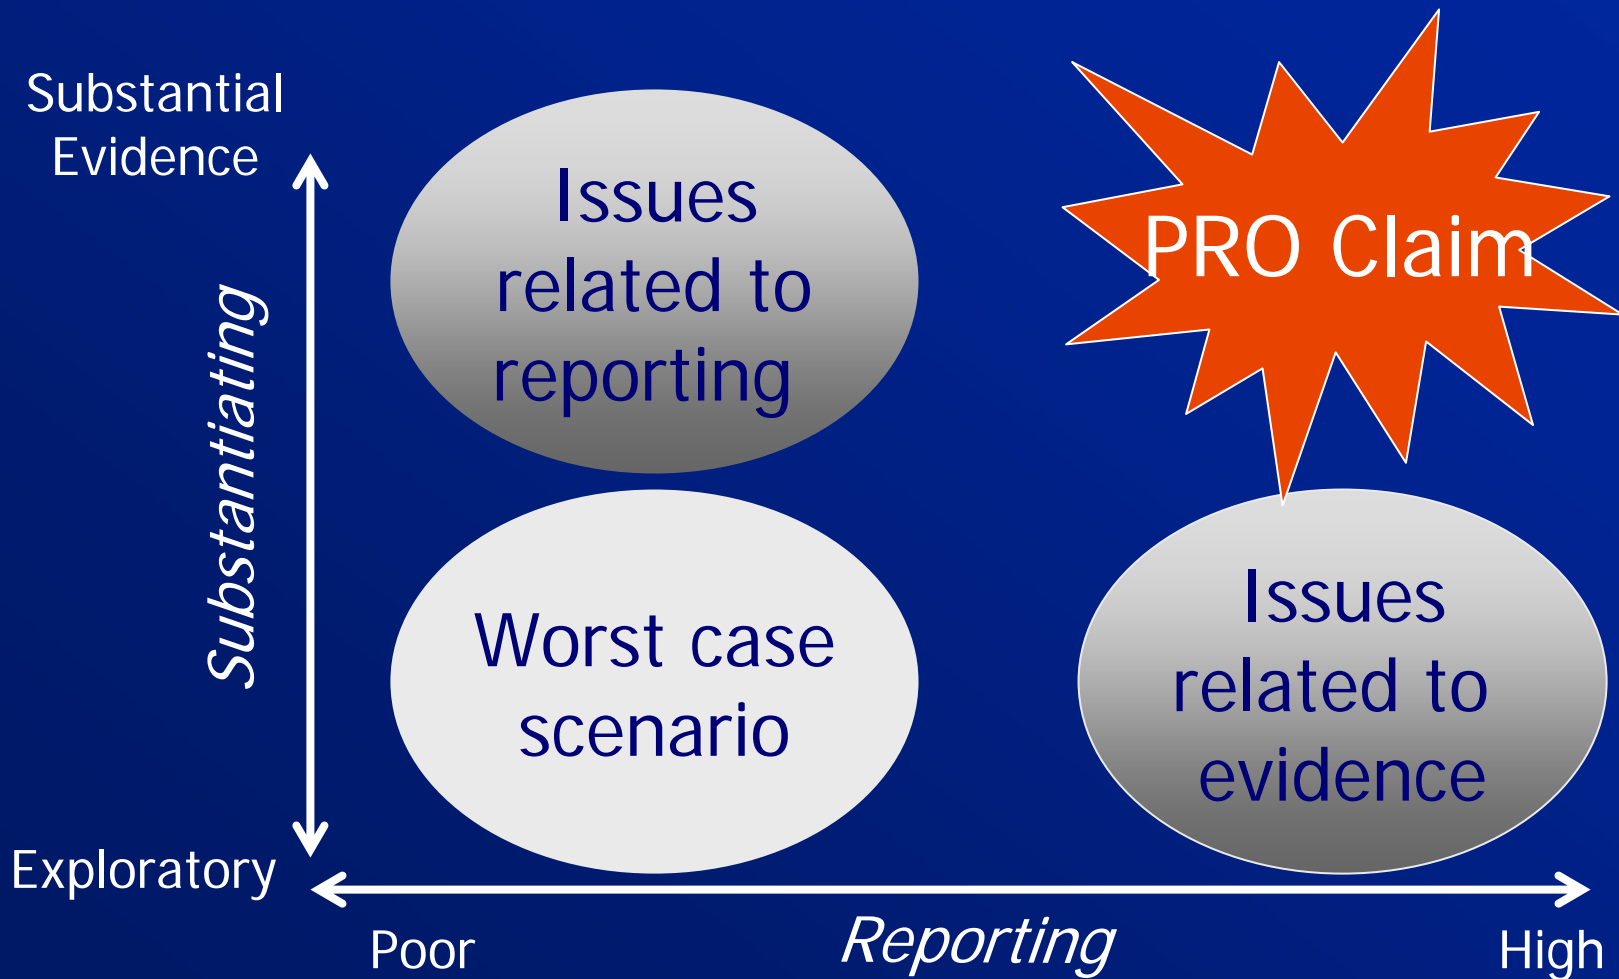 Substantial
Evidence
Issues
related to
reporting
PRO Claim
Substantiating
Worst case
scenario
Issues
related to
evidence
Exploratory
Poor
Reporting
High